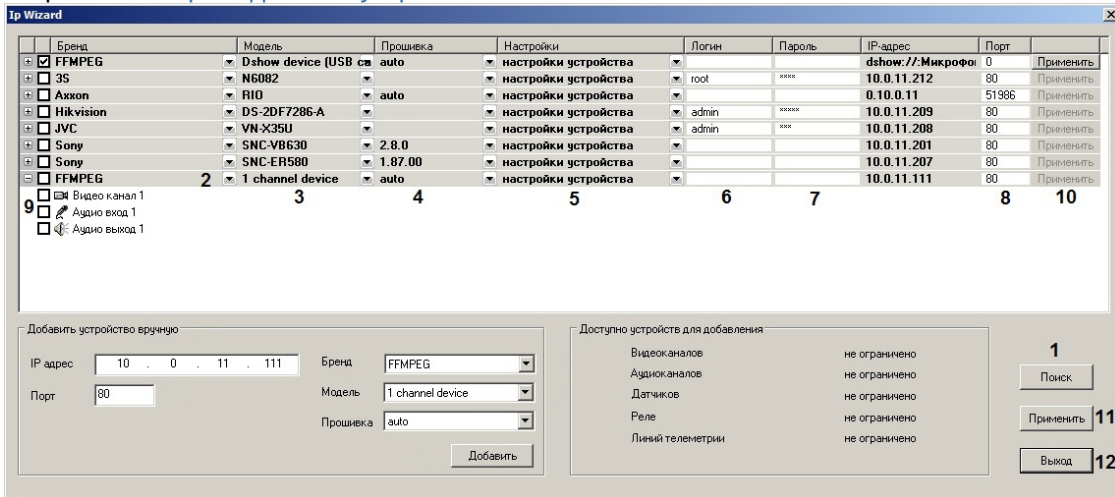 Ip Wizard
Бренд Модель Прошивка Настройки Логин Пароль IP-адрес Порт
FFMPEG Dshow device (USB ca auto настройки устройства dshow://:Микрофо 0 Применить
3S N6082 настройки устройства root **** 10.0.11.212 80 Применить
Axxon RIO auto настройки устройства 0.10.0.11 51986 Применить
Hikvision DS-2DF7286-A настройки устройства admin ***** 10.0.11.209 80 Применить
JVC VN-X35U настройки устройства admin *** 10.0.11.208 80 Применить
Sony SNC-VB630 2.8.0 настройки устройства 10.0.11.201 80 Применить
Sony SNC-ER580 1.87.00 настройки устройства 10.0.11.207 80 Применить
FFMPEG 2 1 channel device auto настройки устройства 10.0.11.111 80 Применить
Видео канал 1 3 4 5 6 7 8 10
9 Аудио вход 1
Аудио выход 1
Добавить устройство вручную
IP адрес 10 . 0 . 11 . 111
Порт 80
Бренд FFMPEG
Модель 1 channel device
Прошивка auto
Добавить
Доступно устройств для добавления
Видеоканалов не ограничено
Аудиоканалов не ограничено
Датчиков не ограничено
Реле не ограничено
Линий телеметрии не ограничено
1
Поиск
Применить 11
Выход 12